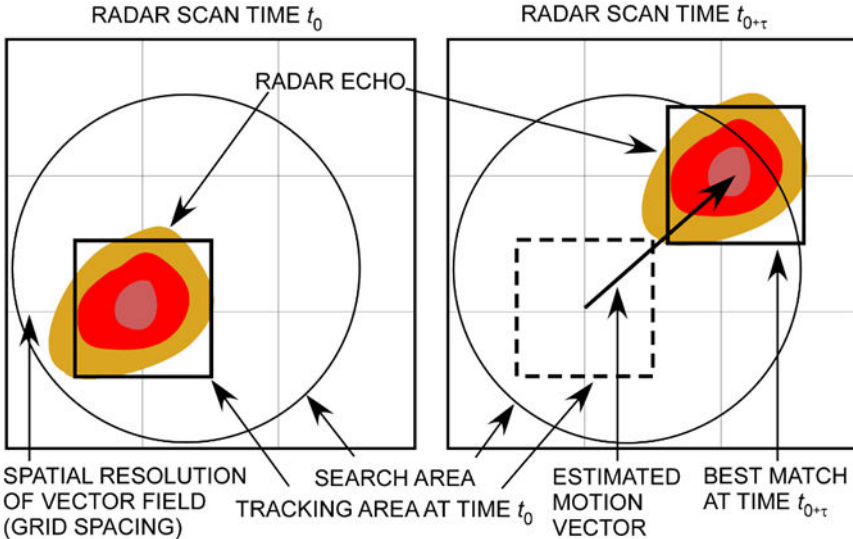 RADAR SCAN TIME t₀
RADAR SCAN TIME t₀₊τ
RADAR ECHO
SPATIAL RESOLUTION
OF VECTOR FIELD
(GRID SPACING)
SEARCH AREA
TRACKING AREA AT TIME t₀
ESTIMATED
MOTION
VECTOR
BEST MATCH
AT TIME t₀₊τ